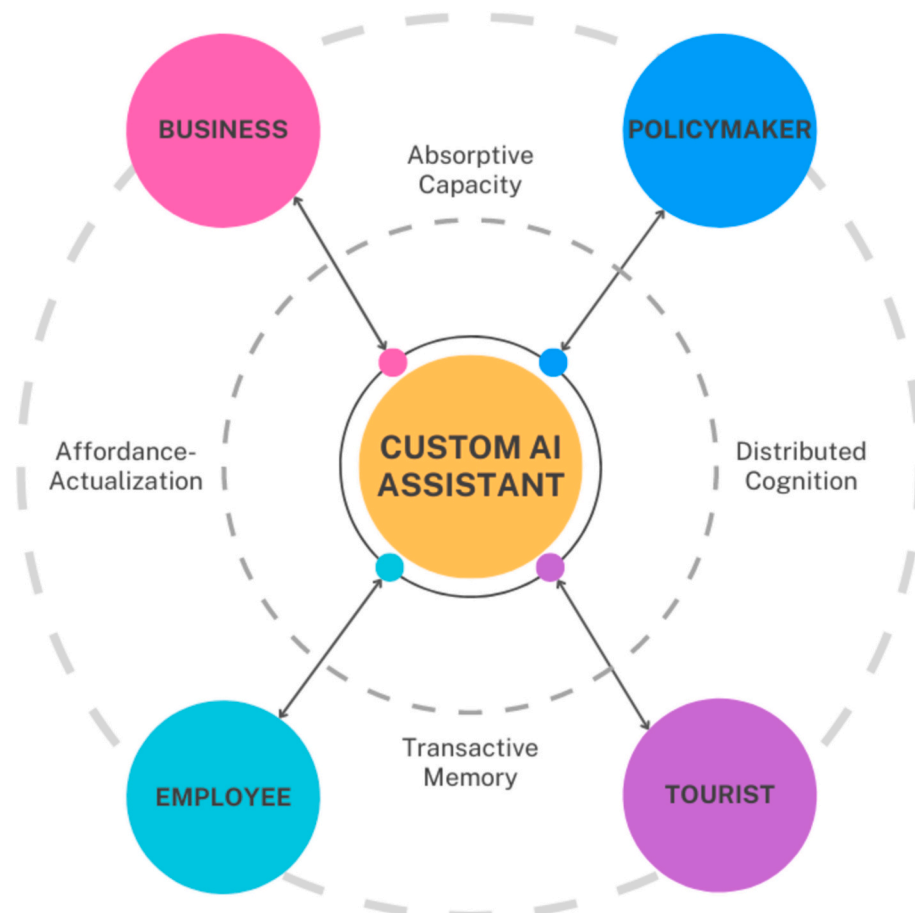 BUSINESS
POLICYMAKER
Absorptive
Capacity
Affordance-
Actualization
CUSTOM AI
ASSISTANT
Distributed
Cognition
Transactive
Memory
EMPLOYEE
TOURIST